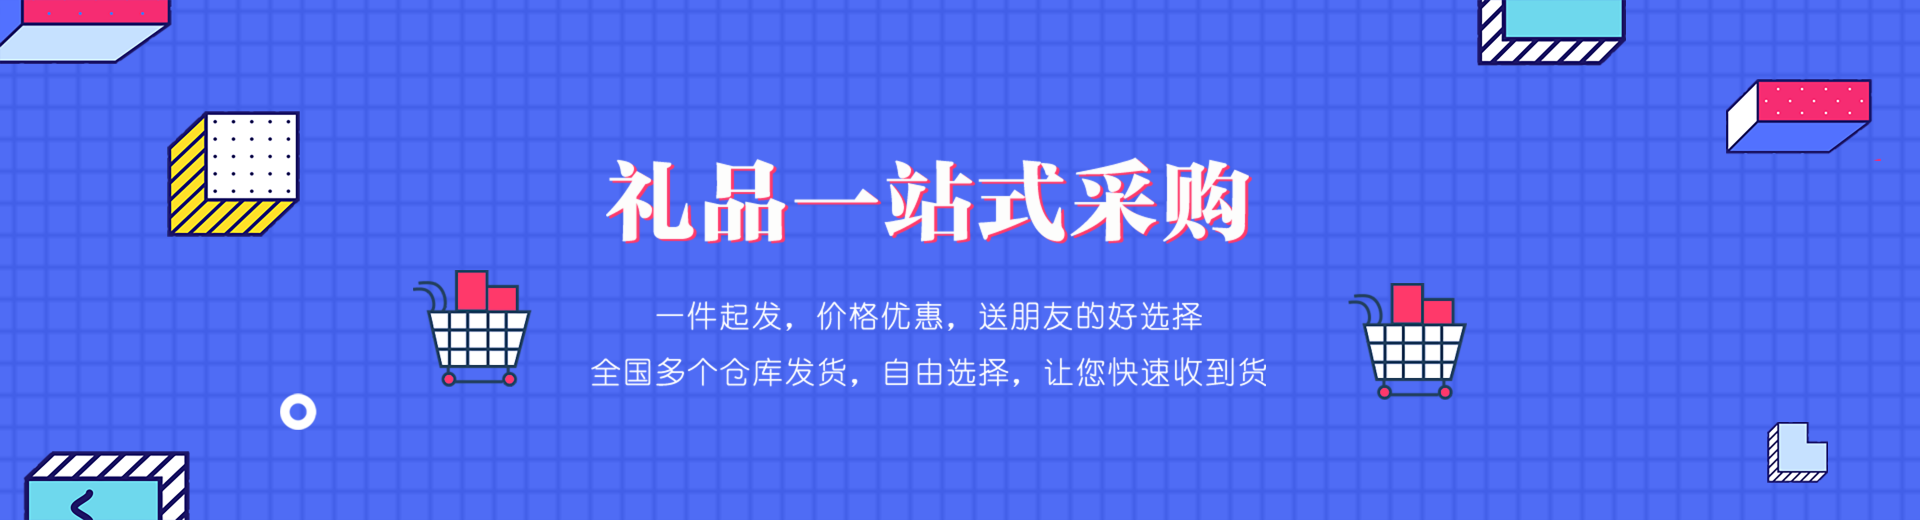 礼品一站式采购
一件起发，价格优惠，送朋友的好选择
全国多个仓库发货，自由选择，让您快速收到货